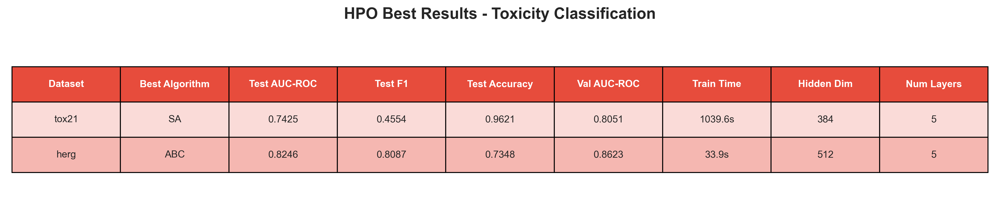 HPO Best Results - Toxicity Classification
Dataset Best Algorithm Test AUC-ROC Test F1 Test Accuracy Val AUC-ROC Train Time Hidden Dim Num Layers
tox21 SA 0.7425 0.4554 0.9621 0.8051 1039.6s 384 5
herg ABC 0.8246 0.8087 0.7348 0.8623 33.9s 512 5